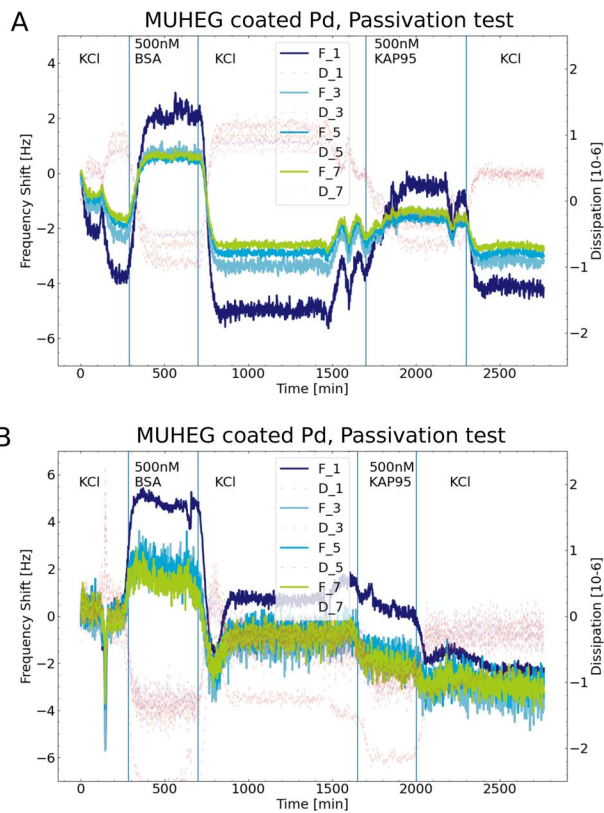 A
MUHEG coated Pd, Passivation test
500nM
500nM
KCl
BSA
KCl
KAP95
KCl
F_1
D_1
F_3
D_3
F_5
D_5
F_7
D_7
4
2
0
−2
−4
−6
Frequency Shift [Hz]
2
1
0
−1
−2
Dissipation [10-6]
0
500
1000
1500
2000
2500
Time [min]
B
MUHEG coated Pd, Passivation test
500nM
500nM
KCl
BSA
KCl
KAP95
KCl
F_1
D_1
F_3
D_3
F_5
D_5
F_7
D_7
6
4
2
0
−2
−4
−6
Frequency Shift [Hz]
2
1
0
−1
−2
Dissipation [10-6]
0
500
1000
1500
2000
2500
Time [min]